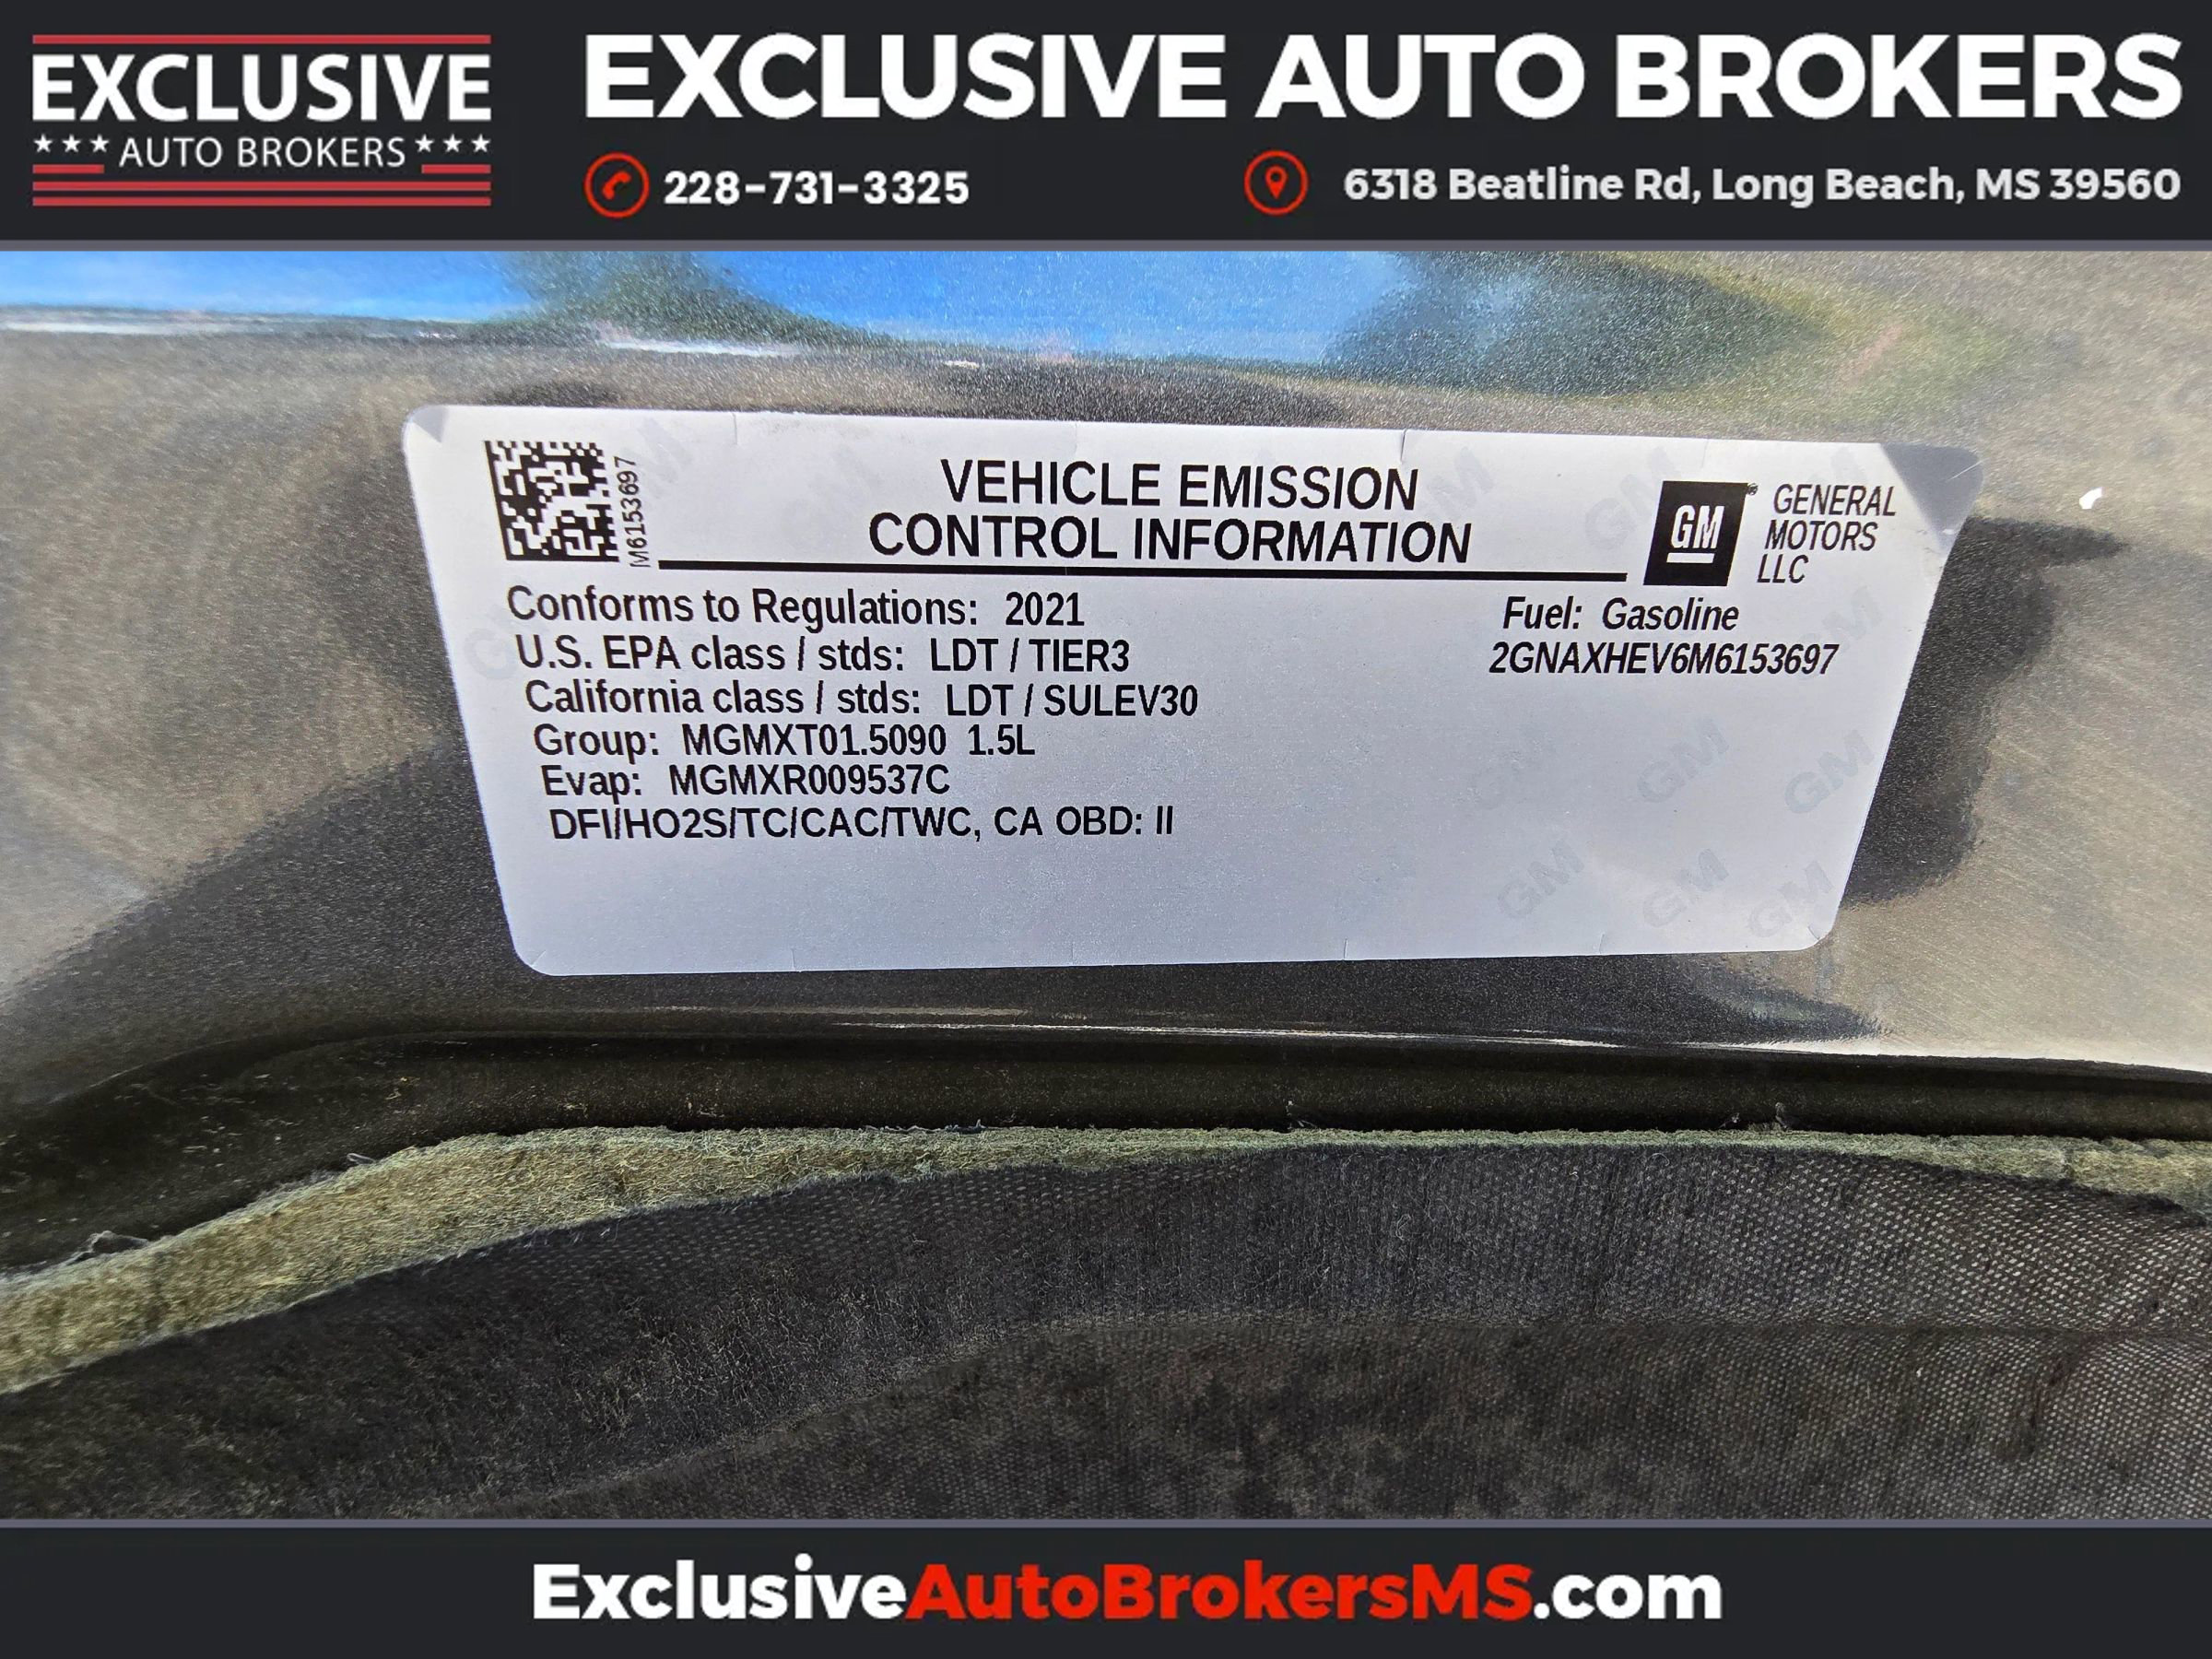 EXCLUSIVE
AUTO BROKERS
EXCLUSIVE AUTO BROKERS
228-731-3325
6318 Beatline Rd, Long Beach, MS 39560
M6153697
VEHICLE EMISSION
CONTROL INFORMATION
GM
GENERAL
MOTORS
LLC
Conforms to Regulations: 2021
U.S. EPA class / stds: LDT / TIER3
California class / stds: LDT / SULEV30
Group: MGMXT01.5090 1.5L
Evap: MGMXR009537C
DFI/HO2S/TC/CAC/TWC, CA OBD: II
Fuel: Gasoline
2GNAXHEV6M6153697
ExclusiveAutoBrokersMS.com